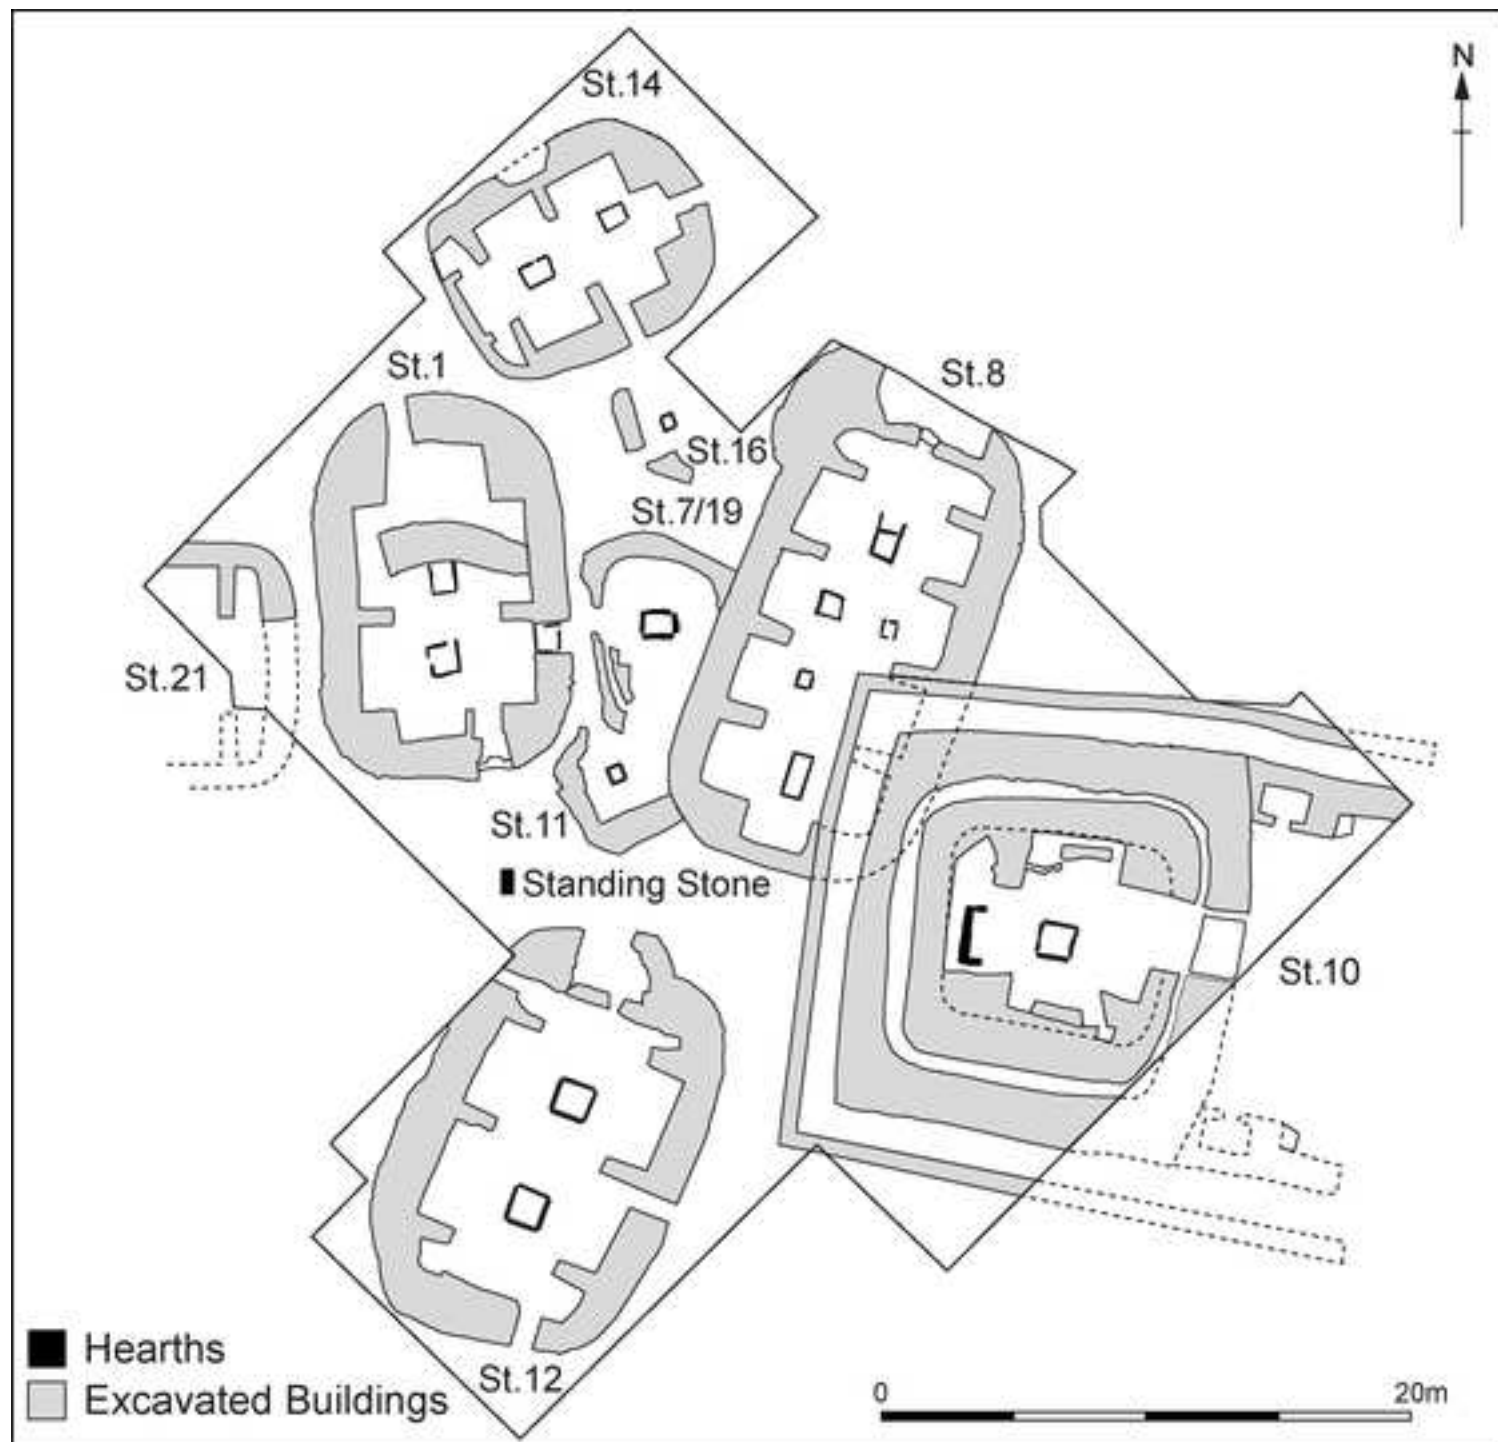 N
St.14
St.1
St.8
St.16
St.7/19
St.21
St.11
Standing Stone
St.10
Hearths
Excavated Buildings
St.12
0 20m